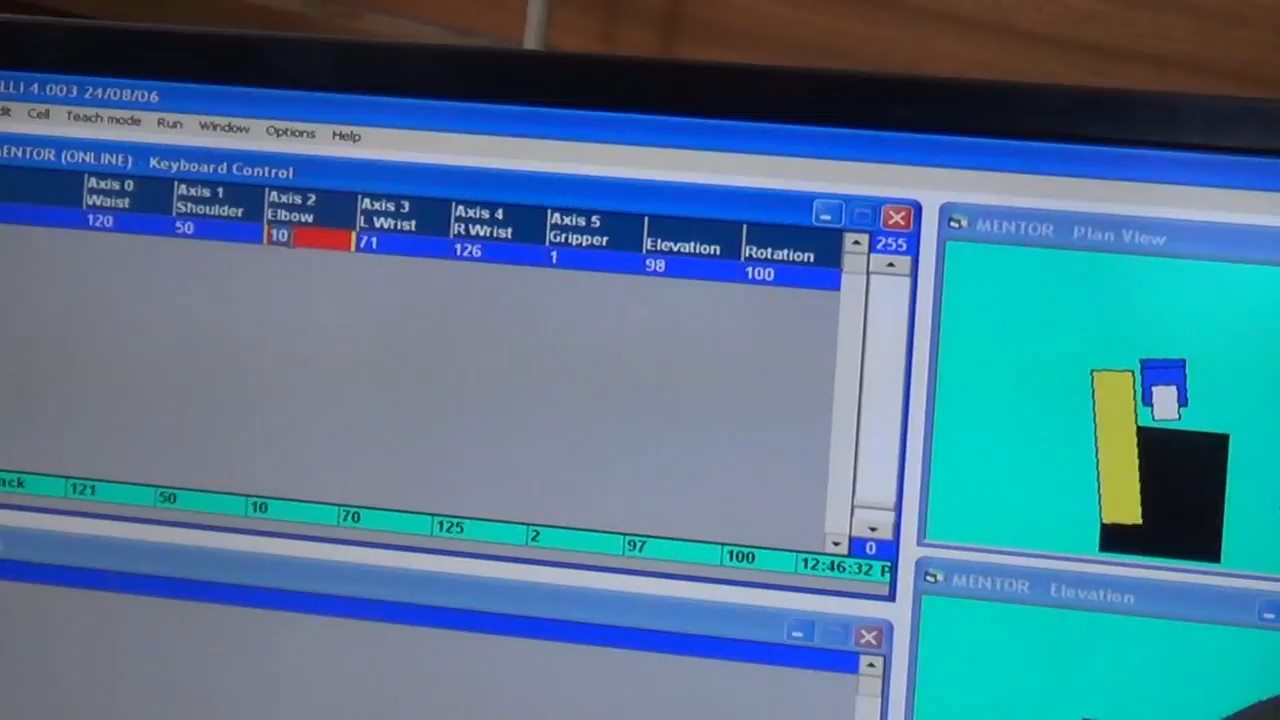 LLI 4.003 24/08/06
Cell Teach mode Run Window Options Help
MENTOR (ONLINE) Keyboard Control
Axis 0 Axis 1 Axis 2 Axis 3 Axis 4 Axis 5
Waist Shoulder Elbow L Wrist R Wrist Gripper Elevation Rotation
120 50 10 71 126 1 98 100
255
121 50 10 70 125 2 97 100 12:46:32 P
0
MENTOR Plan View
MENTOR Elevation